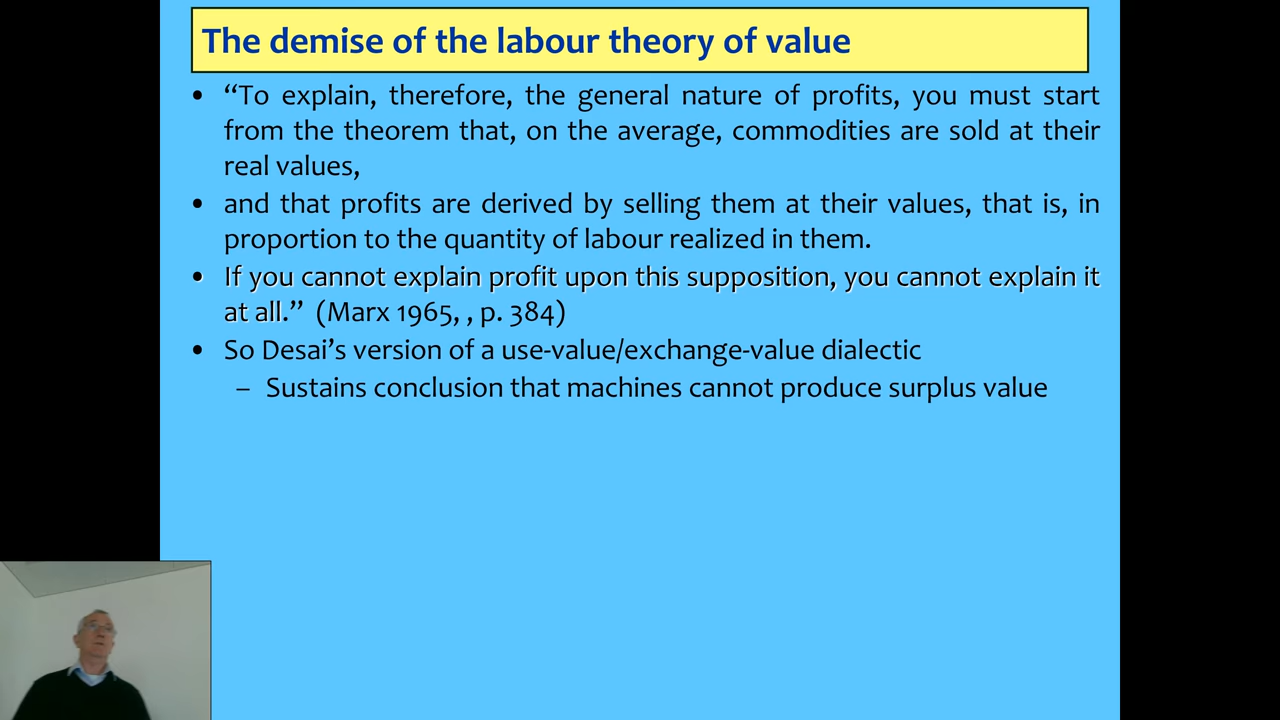 The demise of the labour theory of value
• “To explain, therefore, the general nature of profits, you must start
from the theorem that, on the average, commodities are sold at their
real values,
• and that profits are derived by selling them at their values, that is, in
proportion to the quantity of labour realized in them.
• If you cannot explain profit upon this supposition, you cannot explain it
at all.” (Marx 1965, , p. 384)
• So Desai’s version of a use-value/exchange-value dialectic
– Sustains conclusion that machines cannot produce surplus value